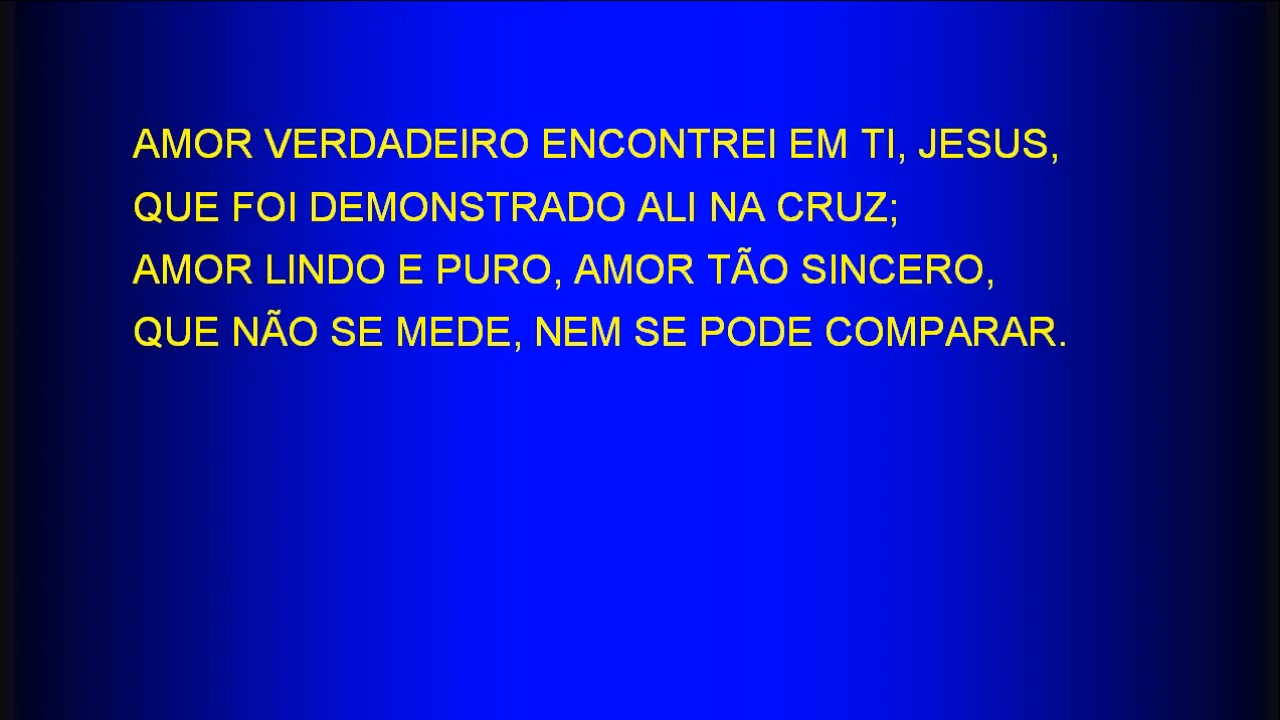 AMOR VERDADEIRO ENCONTREI EM TI, JESUS,
QUE FOI DEMONSTRADO ALI NA CRUZ;
AMOR LINDO E PURO, AMOR TÃO SINCERO,
QUE NÃO SE MEDE, NEM SE PODE COMPARAR.